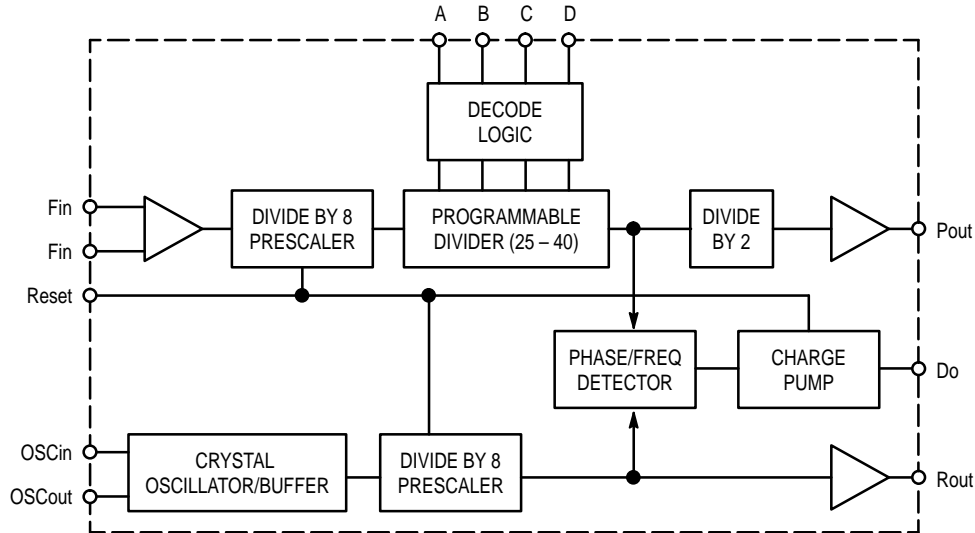 A B C D
DECODE
LOGIC
Fin
Fin
DIVIDE BY 8
PRESCALER
PROGRAMMABLE
DIVIDER (25 – 40)
DIVIDE
BY 2
Pout
Reset
PHASE/FREQ
DETECTOR
CHARGE
PUMP
Do
OSCin
OSCout
CRYSTAL
OSCILLATOR/BUFFER
DIVIDE BY 8
PRESCALER
Rout